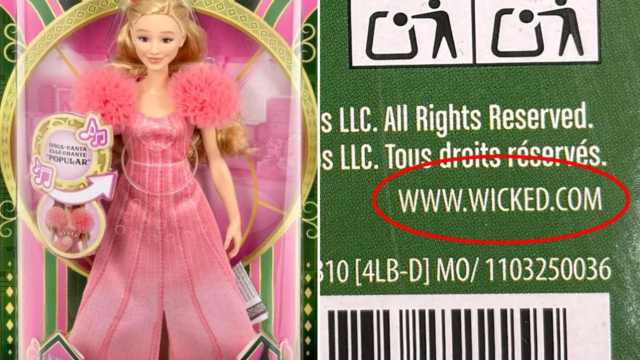 SINGS•CANTA
ELLE CHANTE
"POPULAR"
s LLC. All Rights Reserved.
s LLC. Tous droits réservés.
WWW.WICKED.COM
310 [4LB-D] MO/ 1103250036